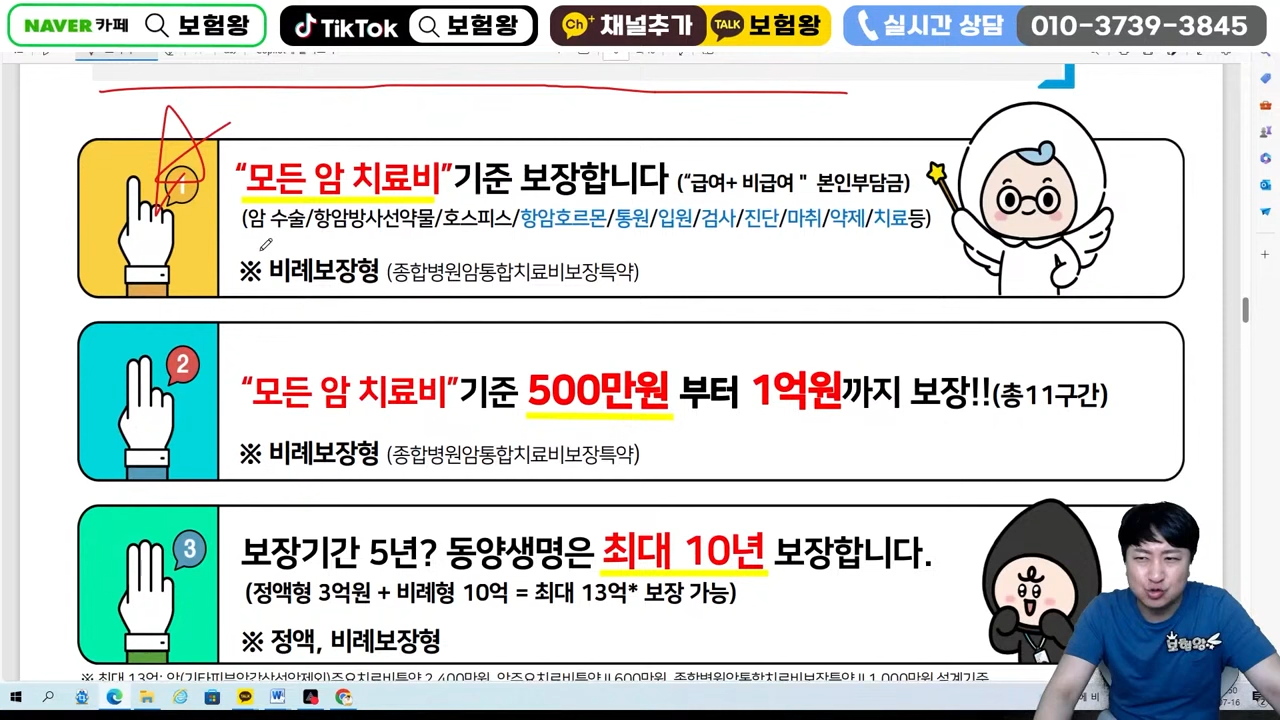 NAVER 카페 보험왕 TikTok 보험왕 Ch+ 채널추가 TALK 보험왕 실시간 상담 010-3739-3845
1
“모든 암 치료비”기준 보장합니다 (“급여+ 비급여 " 본인부담금)
(암 수술/항암방사선약물/호스피스/항암호르몬/통원/입원/검사/진단/마취/약제/치료등)
※ 비례보장형 (종합병원암통합치료비보장특약)
2
“모든 암 치료비”기준 500만원 부터 1억원까지 보장!!(총11구간)
※ 비례보장형 (종합병원암통합치료비보장특약)
3
보장기간 5년? 동양생명은 최대 10년 보장합니다.
(정액형 3억원 + 비례형 10억 = 최대 13억* 보장 가능)
※ 정액, 비례보장형
보험왕